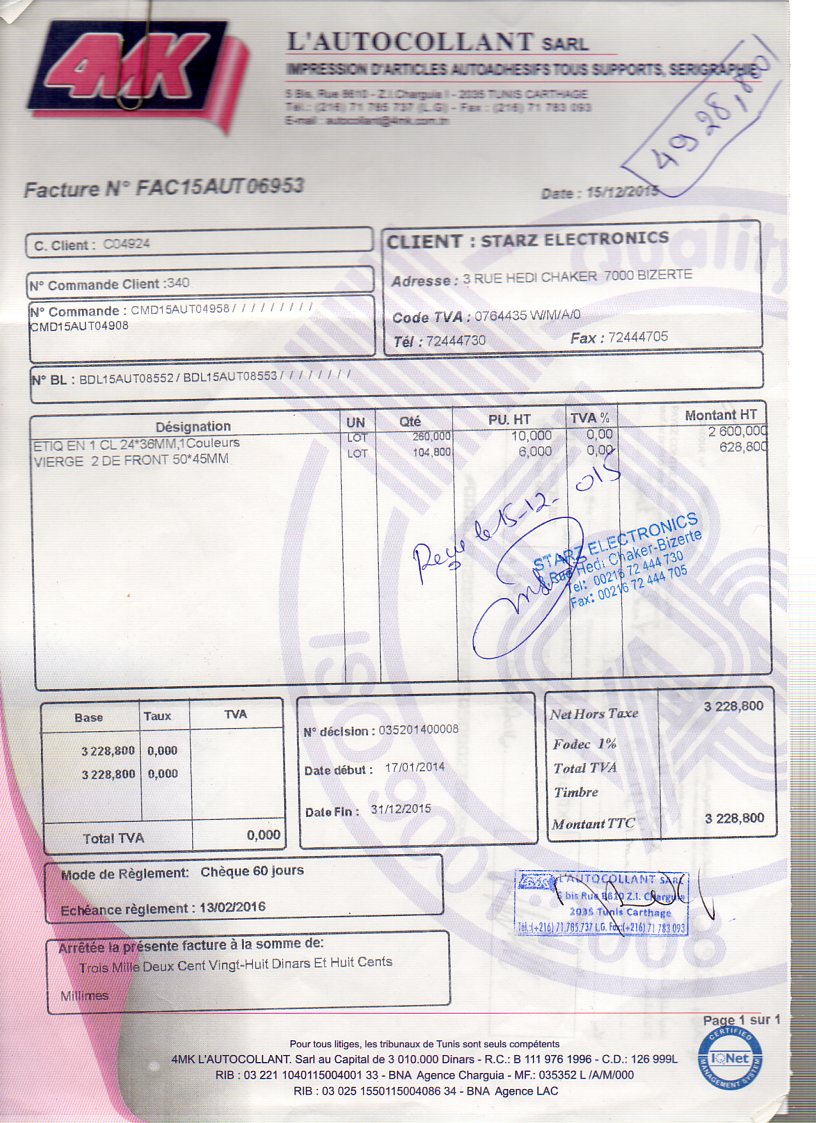 4MK
L'AUTOCOLLANT SARL
IMPRESSION D'ARTICLES AUTOADHESIFS TOUS SUPPORTS, SERIGRAPHIE
5 Bis, Rue 8610 - Z.I Charguia I - 2035 TUNIS CARTHAGE
Tél.: (216) 71 785 737 (L.G) - Fax : (216) 71 783 093
E-mail : autocollant@4mk.com.tn
4928,800
Facture N° FAC15AUT06953
Date : 15/12/2015
C. Client : C04924
N° Commande Client :340
N° Commande : CMD15AUT04958 / / / / / / / / /
CMD15AUT04908
CLIENT : STARZ ELECTRONICS
Adresse : 3 RUE HEDI CHAKER 7000 BIZERTE
Code TVA : 0764435 W/M/A/0
Tél : 72444730 Fax : 72444705
N° BL : BDL15AUT08552 / BDL15AUT08553 / / / / / / / /
Désignation UN Qté PU. HT TVA % Montant HT
ETIQ EN 1 CL 24*36MM,1Couleurs LOT 260,000 10,000 0,00 2 600,000
VIERGE 2 DE FRONT 50*45MM LOT 104,800 6,000 0,00 628,800
Reçu le 15-12-015
STARZ ELECTRONICS
3, Rue Hedi Chaker-Bizerte
Tel: 00216 72 444 730
Fax: 00216 72 444 705
Base Taux TVA
3 228,800 0,000
3 228,800 0,000
Total TVA 0,000
N° décision : 035201400008
Date début : 17/01/2014
Date Fin : 31/12/2015
Net Hors Taxe 3 228,800
Fodec 1%
Total TVA
Timbre
Montant TTC 3 228,800
Mode de Règlement: Chèque 60 jours
Echéance règlement : 13/02/2016
Arrêtée la présente facture à la somme de:
Trois Mille Deux Cent Vingt-Huit Dinars Et Huit Cents
Millimes
4MK L'AUTOCOLLANT SARL
5 bis Rue 8610 Z.I. Charguia
2035 Tunis Carthage
Tél.:(+216) 71 785 737 L.G. Fax:(+216) 71 783 093
Quality
ISO 9001:2008
Page 1 sur 1
Pour tous litiges, les tribunaux de Tunis sont seuls compétents
4MK L'AUTOCOLLANT. Sarl au Capital de 3 010.000 Dinars - R.C.: B 111 976 1996 - C.D.: 126 999L
RIB : 03 221 1040115004001 33 - BNA Agence Charguia - MF.: 035352 L /A/M/000
RIB : 03 025 1550115004086 34 - BNA Agence LAC
CERTIFIED
IQNet
MANAGEMENT SYSTEM